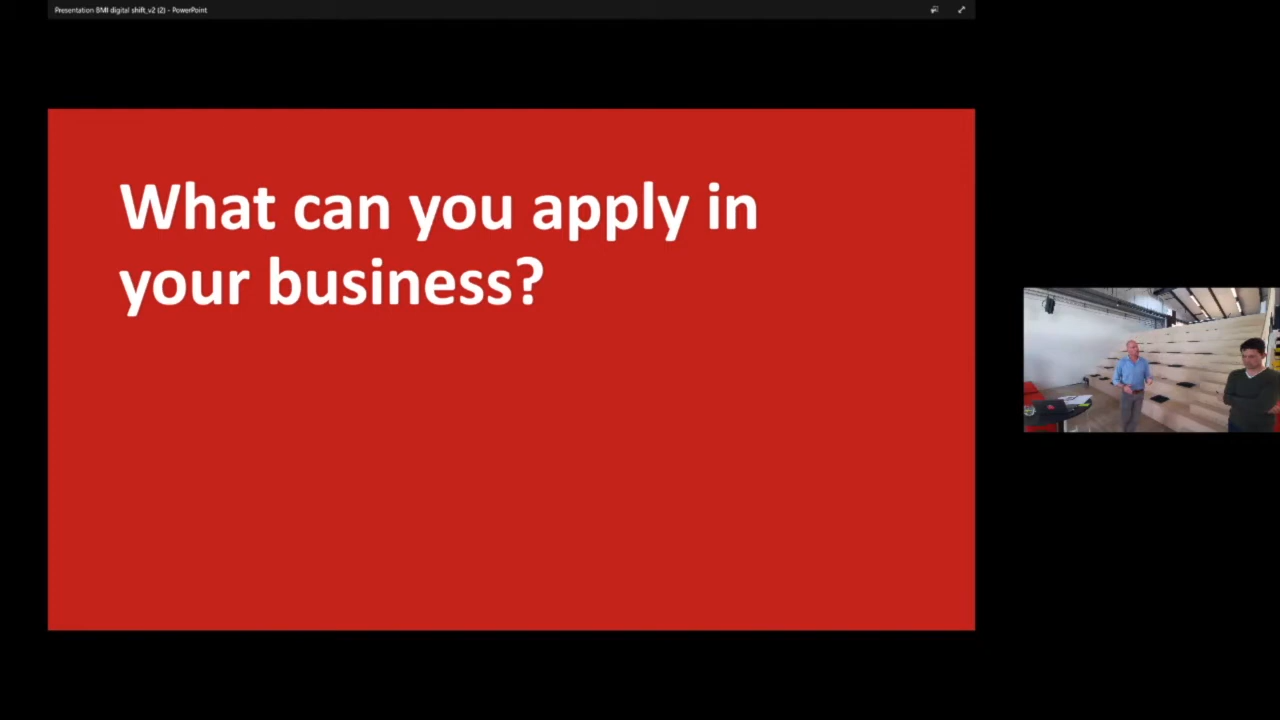 Presentation BMI digital shift_v2 (2) - PowerPoint
What can you apply in
your business?